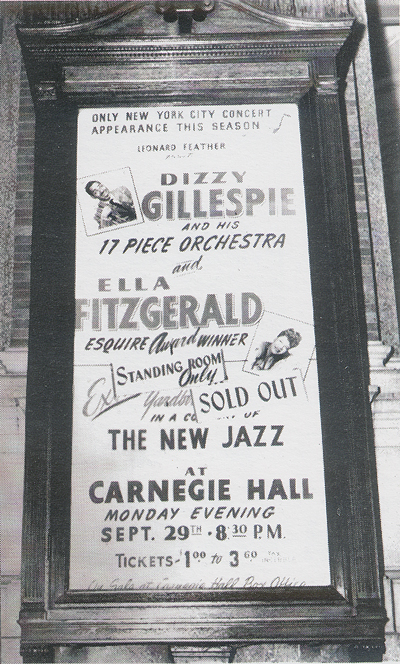 ONLY NEW YORK CITY CONCERT
APPEARANCE THIS SEASON
LEONARD FEATHER
DIZZY
GILLESPIE
AND HIS
17 PIECE ORCHESTRA
and
ELLA
FITZGERALD
ESQUIRE Award WINNER
STANDING ROOM
Only
SOLD OUT
IN A OF
THE NEW JAZZ
AT
CARNEGIE HALL
MONDAY EVENING
SEPT. 29TH · 8:30 P.M.
TICKETS - $1.00 to 3.60 TAX INCLUDED
On Sale at Carnegie Hall Box Office